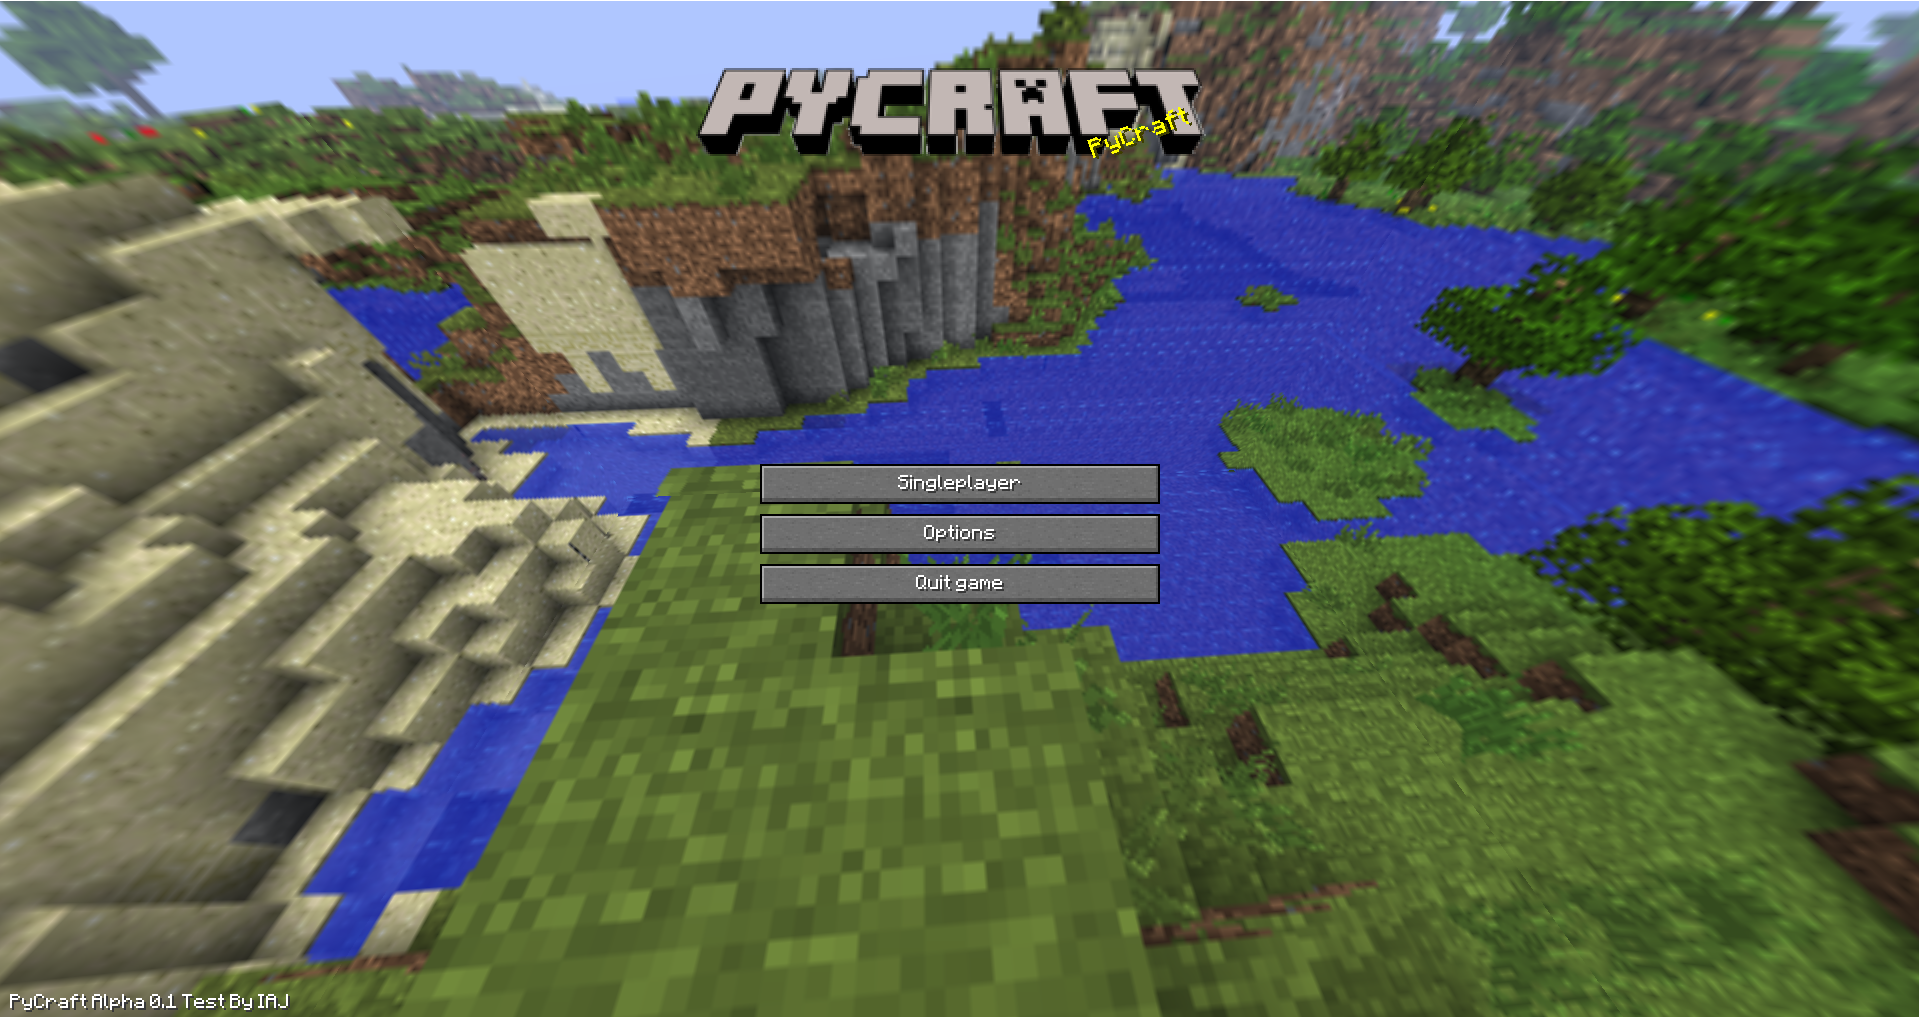 PYCRAFT
PyCraft
Singleplayer
Options
Quit game
PyCraft Alpha 0.1 Test By IAJ